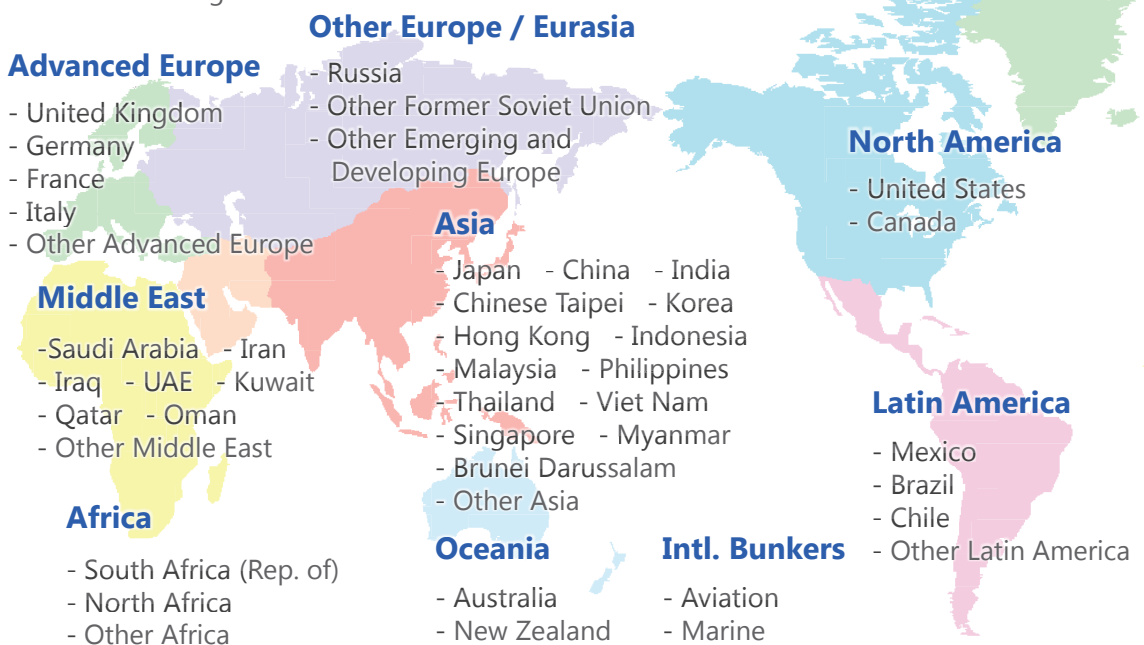 Other Europe / Eurasia
- Russia
- Other Former Soviet Union
- Other Emerging and
Developing Europe
Advanced Europe
- United Kingdom
- Germany
- France
- Italy
- Other Advanced Europe
North America
- United States
- Canada
Asia
- Japan - China - India
- Chinese Taipei - Korea
- Hong Kong - Indonesia
- Malaysia - Philippines
- Thailand - Viet Nam
- Singapore - Myanmar
- Brunei Darussalam
- Other Asia
Middle East
-Saudi Arabia - Iran
- Iraq - UAE - Kuwait
- Qatar - Oman
- Other Middle East
Latin America
- Mexico
- Brazil
- Chile
- Other Latin America
Africa
- South Africa (Rep. of)
- North Africa
- Other Africa
Oceania
- Australia
- New Zealand
Intl. Bunkers
- Aviation
- Marine